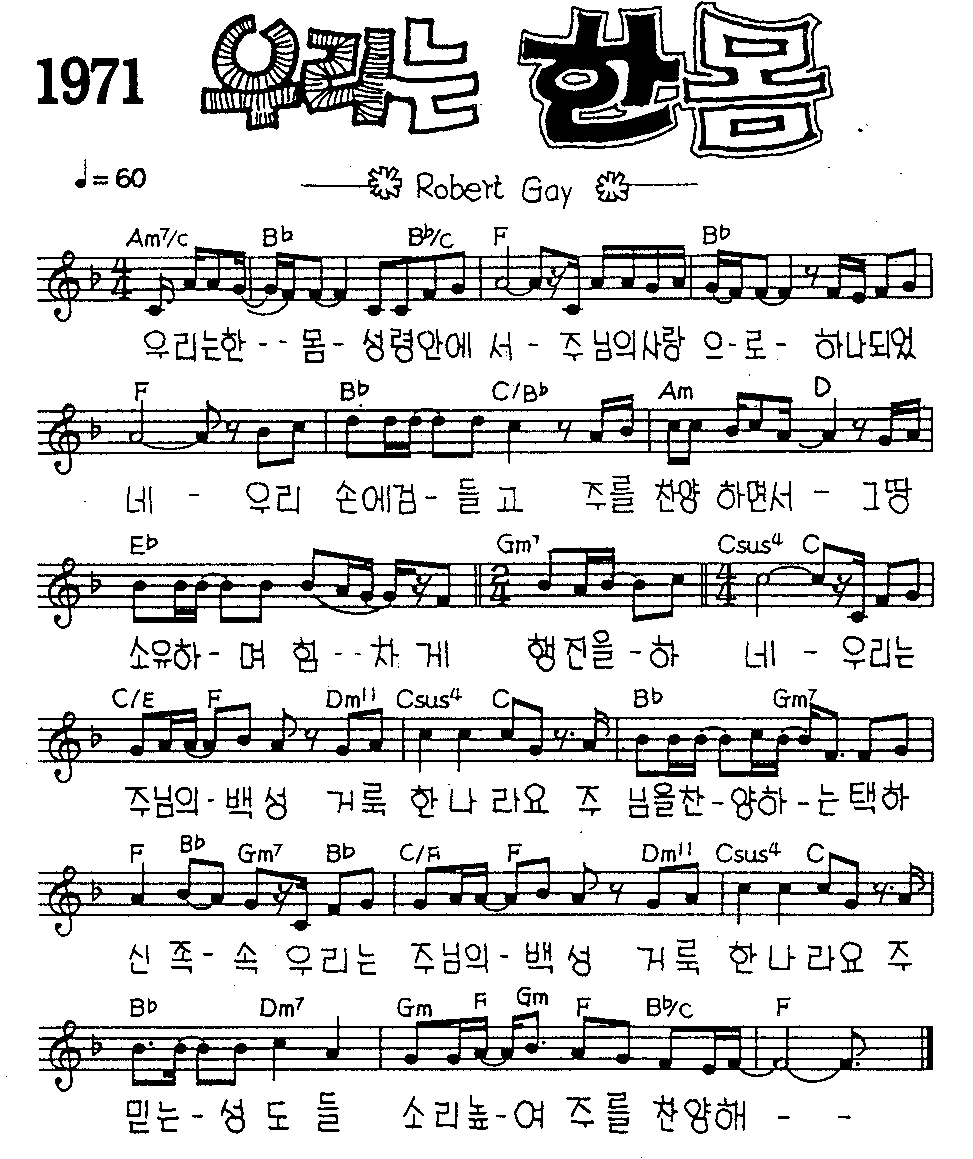 1971 우리는 한몸
♩= 60
Robert Gay
Am7/C Bb Bb/C F Bb
우리는한 - - 몸 - 성령안에 서 - 주님의사랑 으 - 로 - 하나되었
F Bb C/Bb Am D
네 - 우리 손에검 - 들 고 주를 찬양 하면서 - 그땅
Eb Gm7 Csus4 C
소유하 - 며 힘 - - 차 게 행진을 - 하 네 - 우리는
C/E F Dm11 Csus4 C Bb Gm7
주님의 - 백 성 거룩 한 나 라요 주 님을찬 - 양하 - 는 택하
F Bb Gm7 Bb C/F F Dm11 Csus4 C
신 족 - 속 우리는 주님의 - 백 성 거룩 한 나 라요 주
Bb Dm7 Gm F Gm F Bb/C F
믿는 - 성 도 들 소리높 - 여 주를 찬양해 - -